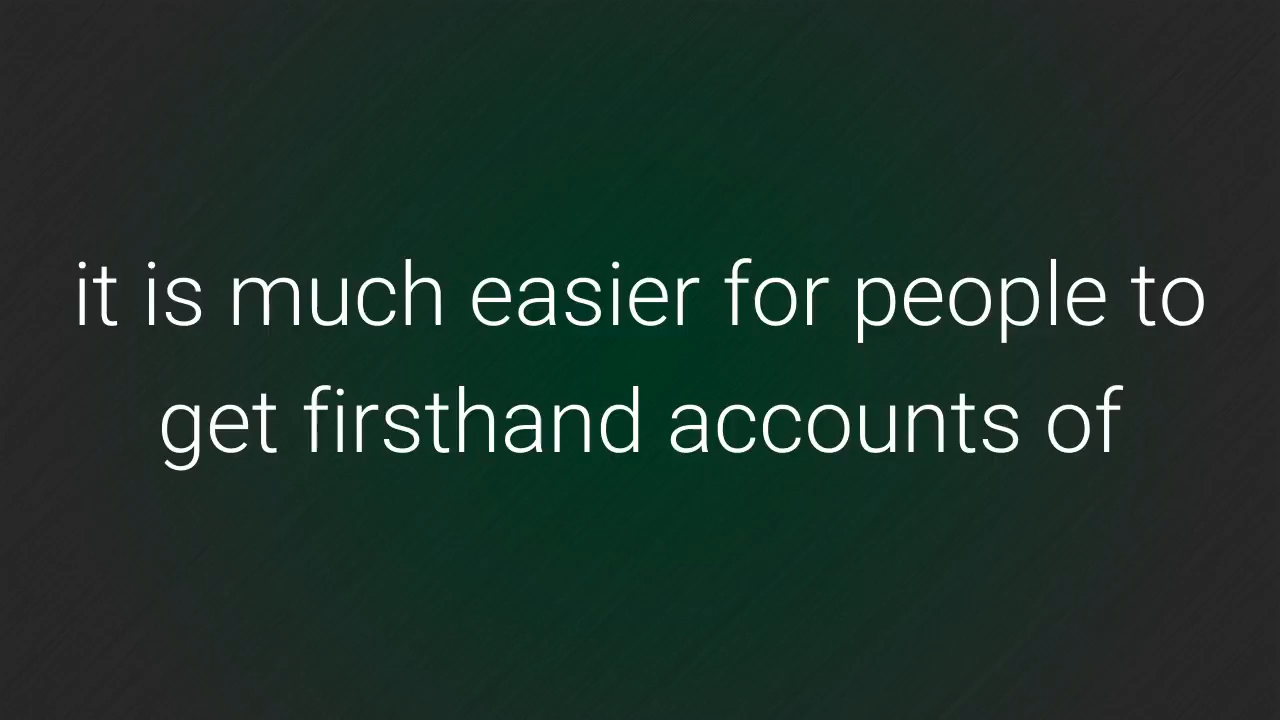 it is much easier for people to
get firsthand accounts of